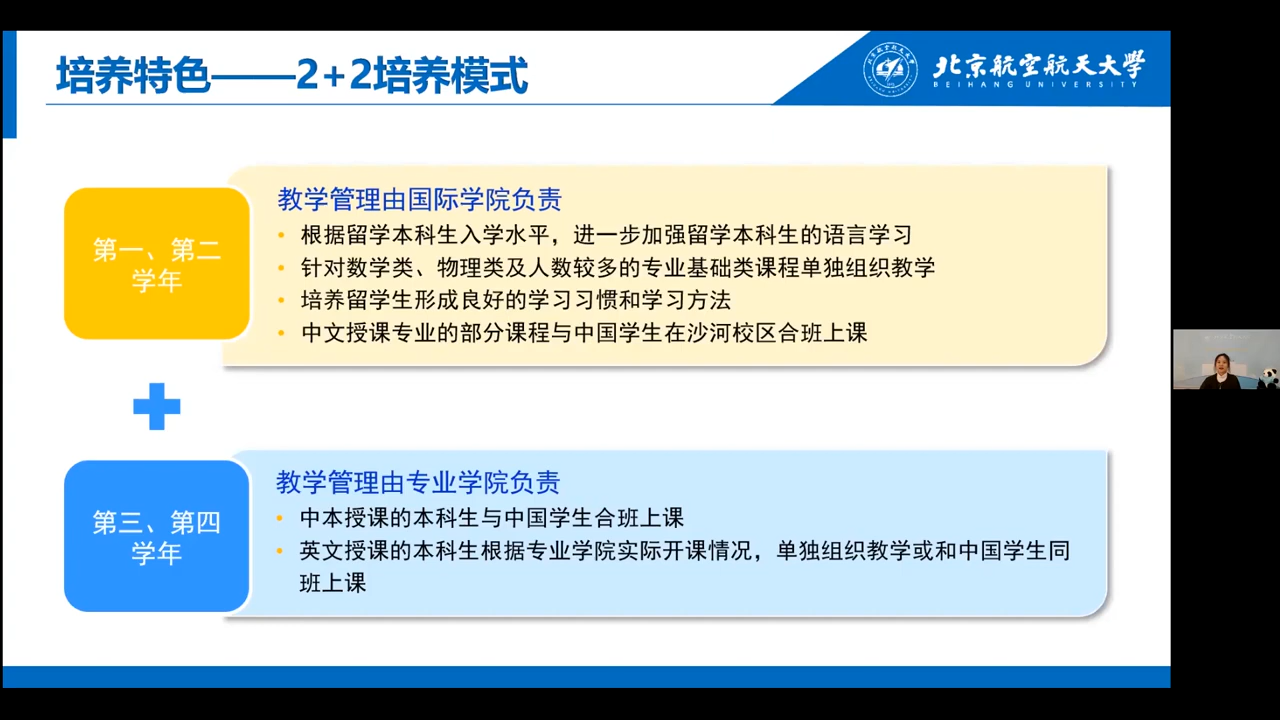 培养特色——2+2培养模式
北京航空航天大学
BEIHANG UNIVERSITY
第一、第二
学年
教学管理由国际学院负责
• 根据留学本科生入学水平，进一步加强留学本科生的语言学习
• 针对数学类、物理类及人数较多的专业基础类课程单独组织教学
• 培养留学生形成良好的学习习惯和学习方法
• 中文授课专业的部分课程与中国学生在沙河校区合班上课
第三、第四
学年
教学管理由专业学院负责
• 中本授课的本科生与中国学生合班上课
• 英文授课的本科生根据专业学院实际开课情况，单独组织教学或和中国学生同
班上课